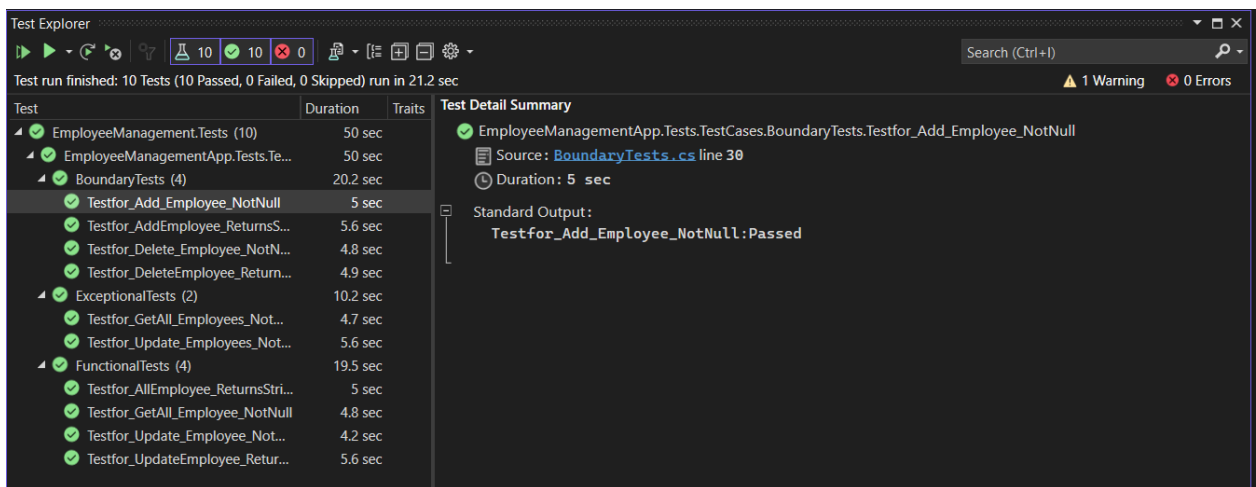 Test Explorer
10 10 0
Search (Ctrl+I)
Test run finished: 10 Tests (10 Passed, 0 Failed, 0 Skipped) run in 21.2 sec
1 Warning
0 Errors
Test Duration Traits
EmployeeManagement.Tests (10) 50 sec
EmployeeManagementApp.Tests.Te... 50 sec
BoundaryTests (4) 20.2 sec
Testfor_Add_Employee_NotNull 5 sec
Testfor_AddEmployee_ReturnsS... 5.6 sec
Testfor_Delete_Employee_NotN... 4.8 sec
Testfor_DeleteEmployee_Return... 4.9 sec
ExceptionalTests (2) 10.2 sec
Testfor_GetAll_Employees_Not... 4.7 sec
Testfor_Update_Employees_Not... 5.6 sec
FunctionalTests (4) 19.5 sec
Testfor_AllEmployee_ReturnsStri... 5 sec
Testfor_GetAll_Employee_NotNull 4.8 sec
Testfor_Update_Employee_Not... 4.2 sec
Testfor_UpdateEmployee_Retur... 5.6 sec
Test Detail Summary
EmployeeManagementApp.Tests.TestCases.BoundaryTests.Testfor_Add_Employee_NotNull
Source: BoundaryTests.cs line 30
Duration: 5 sec
Standard Output:
Testfor_Add_Employee_NotNull:Passed